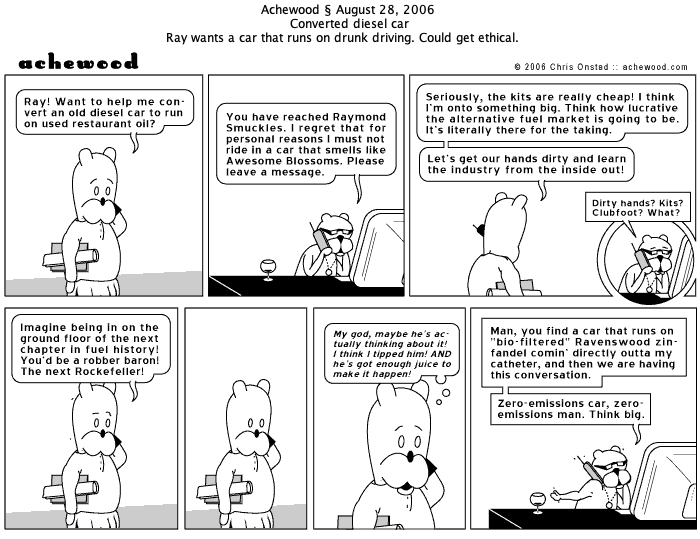 Achewood § August 28, 2006
Converted diesel car
Ray wants a car that runs on drunk driving. Could get ethical.
achewood
© 2006 Chris Onstad :: achewood.com
Ray! Want to help me con-
vert an old diesel car to run
on used restaurant oil?
You have reached Raymond
Smuckles. I regret that for
personal reasons I must not
ride in a car that smells like
Awesome Blossoms. Please
leave a message.
Seriously, the kits are really cheap! I think
I'm onto something big. Think how lucrative
the alternative fuel market is going to be.
It's literally there for the taking.
Let's get our hands dirty and learn
the industry from the inside out!
Dirty hands? Kits?
Clubfoot? What?
Imagine being in on the
ground floor of the next
chapter in fuel history!
You'd be a robber baron!
The next Rockefeller!
My god, maybe he's ac-
tually thinking about it!
I think I tipped him! AND
he's got enough juice to
make it happen!
Man, you find a car that runs on
"bio-filtered" Ravenswood zin-
fandel comin' directly outta my
catheter, and then we are having
this conversation.
Zero-emissions car, zero-
emissions man. Think big.